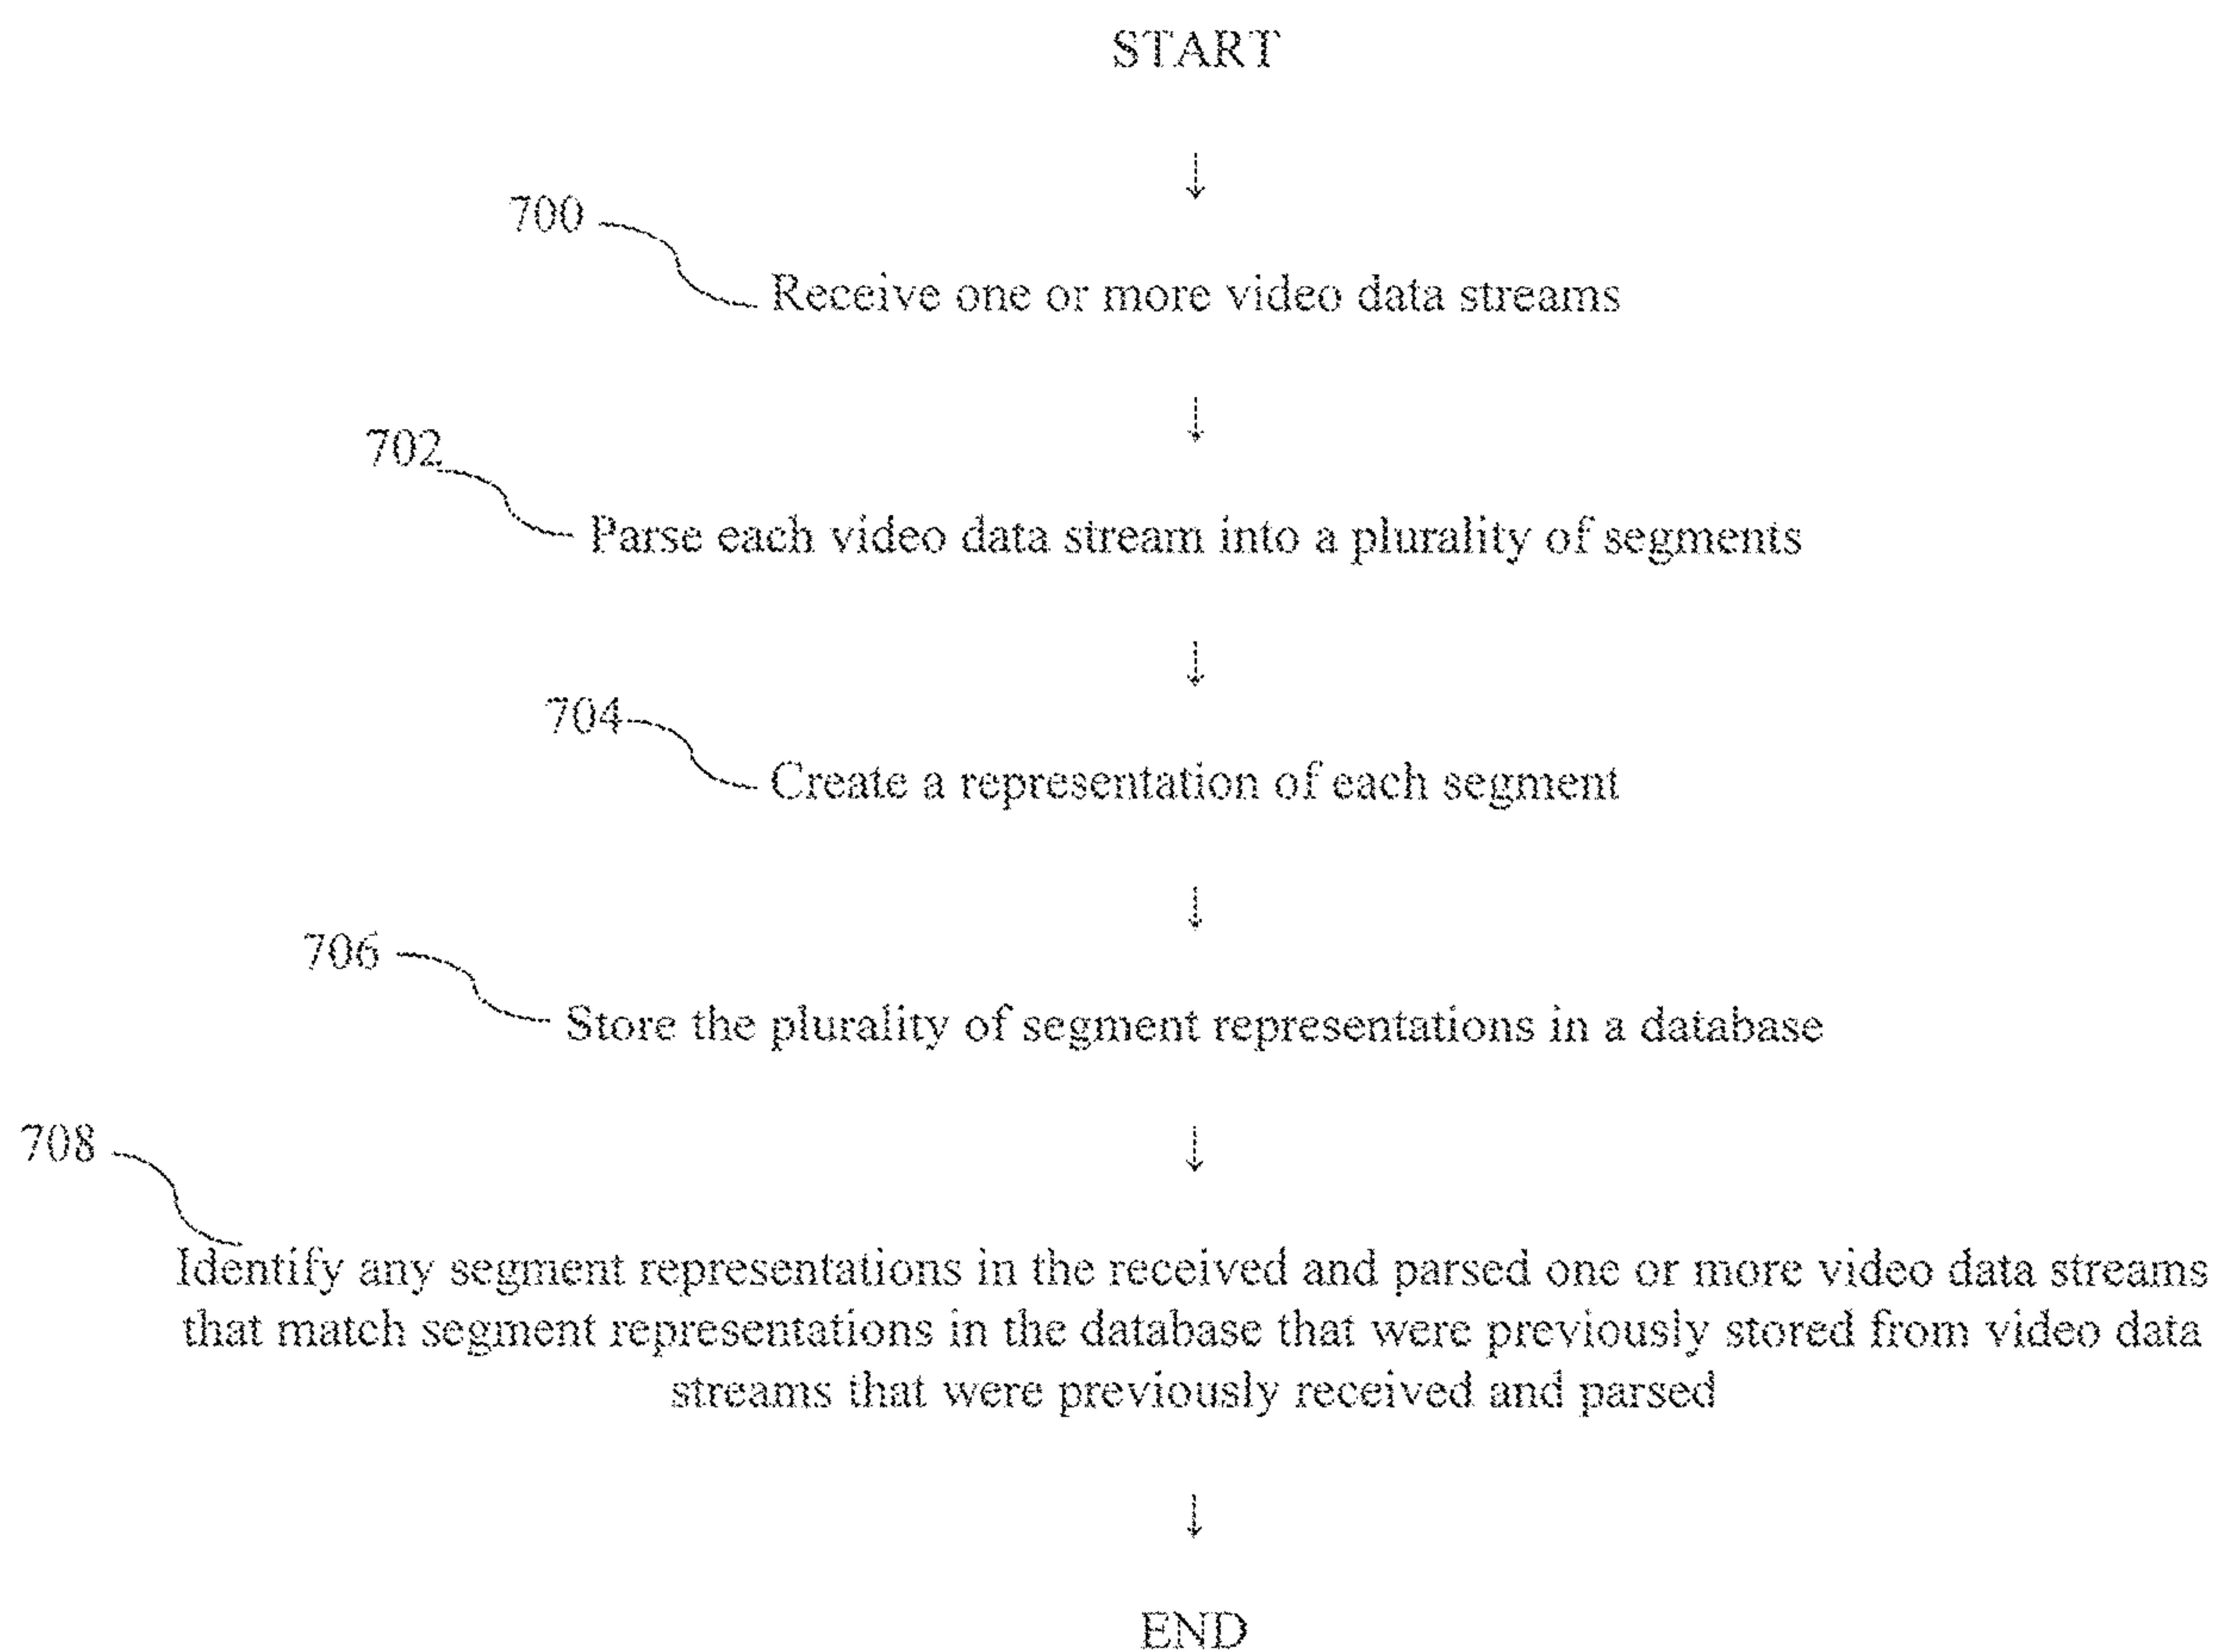 START
↓
700
Receive one or more video data streams
↓
702
Parse each video data stream into a plurality of segments
↓
704
Create a representation of each segment
↓
706
Store the plurality of segment representations in a database
↓
708
Identify any segment representations in the received and parsed one or more video data streams
that match segment representations in the database that were previously stored from video data
streams that were previously received and parsed
↓
END